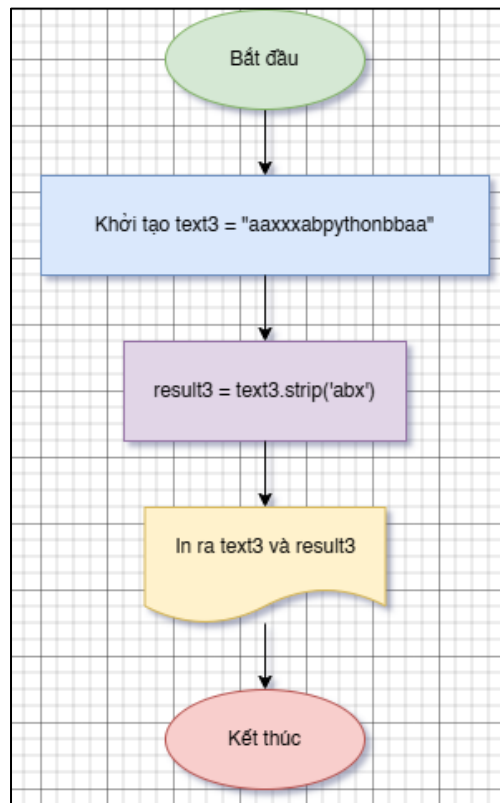 Bắt đầu
Khởi tạo text3 = "aaxxxabpythonbbaa"
result3 = text3.strip('abx')
In ra text3 và result3
Kết thúc